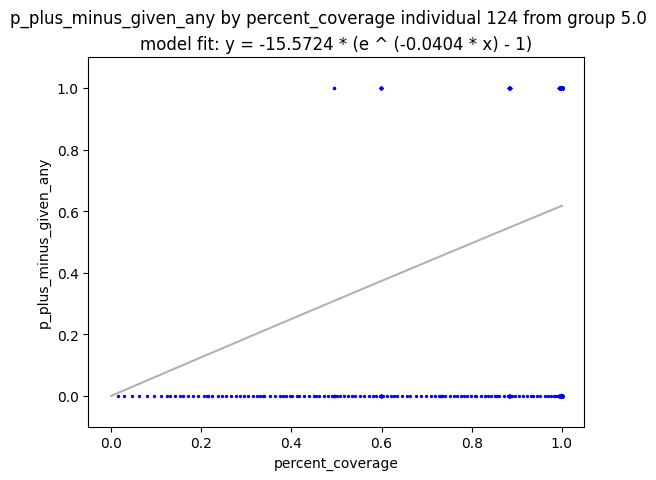 p_plus_minus_given_any by percent_coverage individual 124 from group 5.0
model fit: y = -15.5724 * (e ^ (-0.0404 * x) - 1)
1.0
0.8
0.6
0.4
0.2
0.0
p_plus_minus_given_any
0.0 0.2 0.4 0.6 0.8 1.0
percent_coverage